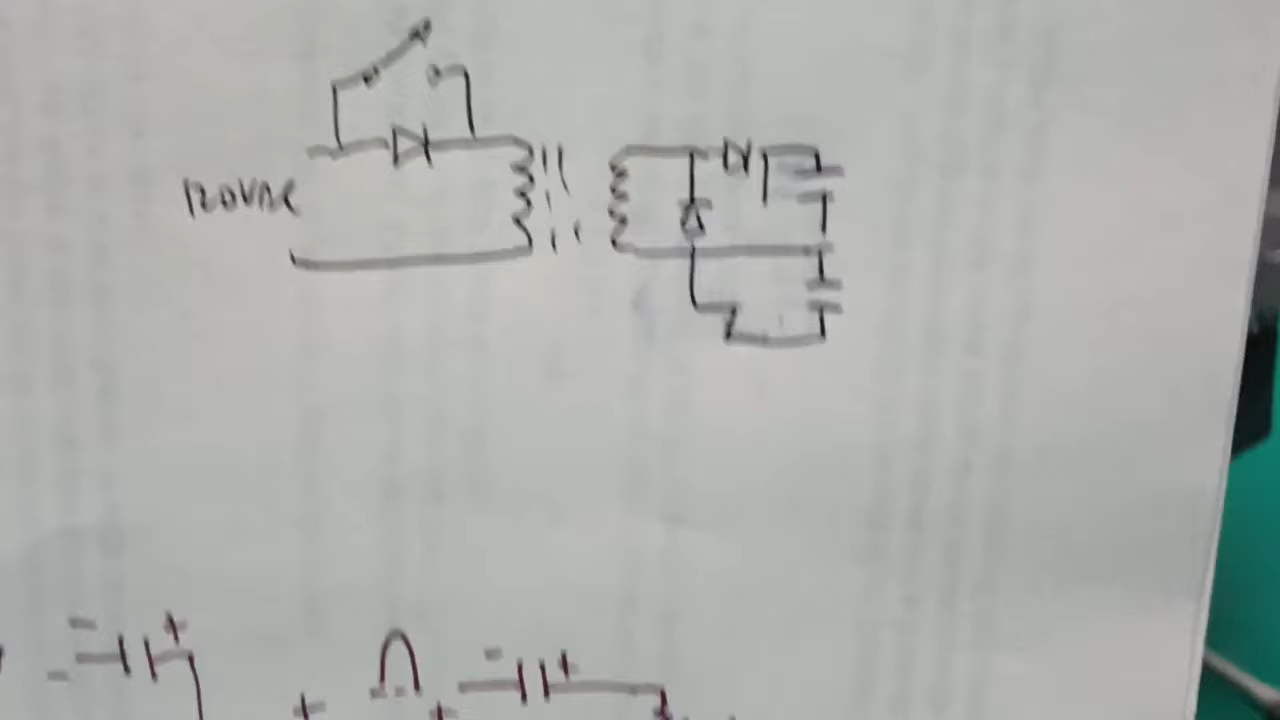 120VAC
- +
- +
+ +